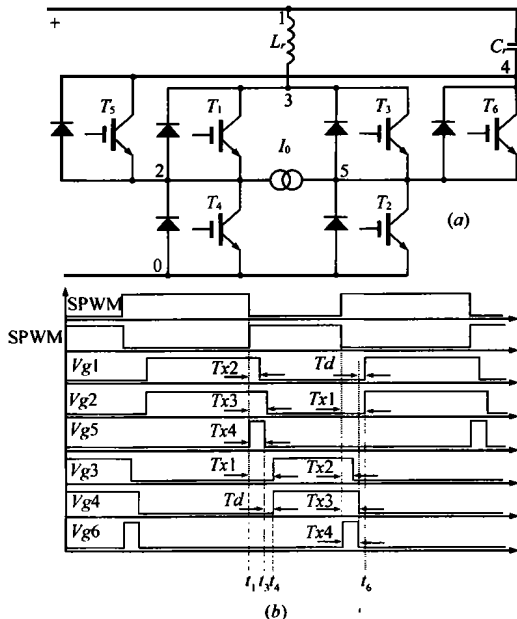 +
1
Lr
Cr
4
3
T5
T1
T3
T6
I0
2
5
T4
T2
(a)
0
SPWM
SPWM
Vg1
Tx2
Td
Vg2
Tx3
Tx1
Vg5
Tx4
Vg3
Tx1
Tx2
Vg4
Td
Tx3
Vg6
Tx4
t1
t3
t4
t6
(b)